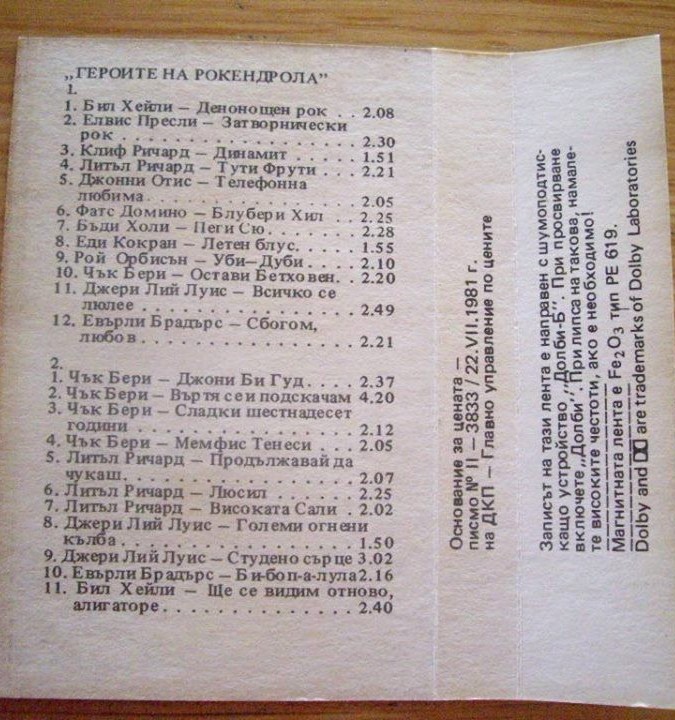 „ГЕРОИТЕ НА РОКЕНДРОЛА”
1.
1. Бил Хейли — Денонощен рок . . 2.08
2. Елвис Пресли — Затворнически
рок . . . . . . . . . . . . . . . . . 2.30
3. Клиф Ричард — Динамит . . . . . 1.51
4. Литъл Ричард — Тути Фрути . . . 2.21
5. Джонни Отис — Телефонна
любима . . . . . . . . . . . . . . . 2.05
6. Фатс Домино — Блубери Хил . . . 2.25
7. Бъди Холи — Пеги Сю . . . . . . . 2.28
8. Еди Кокран — Летен блус . . . . . 1.55
9. Рой Орбисън — Уби-Дуби . . . . . 2.10
10. Чък Бери — Остави Бетховен . . 2.20
11. Джери Лий Луис — Всичко се
люлее . . . . . . . . . . . . . . . . 2.49
12. Евърли Брадърс — Сбогом,
любов . . . . . . . . . . . . . . . . 2.21
2.
1. Чък Бери — Джони Би Гуд . . . . 2.37
2. Чък Бери — Въртя се и подскачам 4.20
3. Чък Бери — Сладки шестнадесет
години . . . . . . . . . . . . . . . 2.12
4. Чък Бери — Мемфис Тенеси . . . 2.05
5. Литъл Ричард — Продължавай да
чукаш . . . . . . . . . . . . . . . . 2.07
6. Литъл Ричард — Люсил . . . . . . 2.25
7. Литъл Ричард — Високата Сали . 2.02
8. Джери Лий Луис — Големи огнени
кълба . . . . . . . . . . . . . . . . 1.50
9. Джери Лий Луис — Студено сърце 3.02
10. Евърли Брадърс — Би-боп-а-лула 2.16
11. Бил Хейли — Ще се видим отново,
алигаторе . . . . . . . . . . . . . . 2.40
Основание за цената —
писмо № II — 3833 / 22.VII.1981 г.
на ДКП — Главно управление по цените
Записът на тази лента е направен с шумоподтис-
кащо устройство „Долби-Б”. При просвирване
включете „Долби”. При липса на такова, намале-
те високите честоти, ако е необходимо!
Магнитната лента е Fe2O3 тип PE 619.
Dolby and are trademarks of Dolby Laboratories